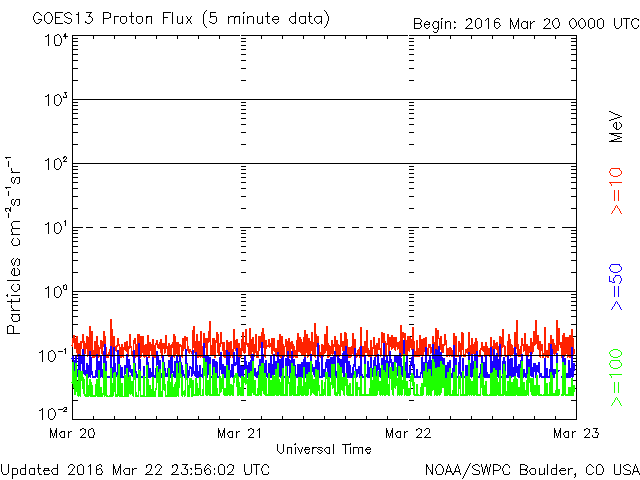 GOES13 Proton Flux (5 minute data)
Begin: 2016 Mar 20 0000 UTC
10⁴
10³
10²
10¹
10⁰
10⁻¹
10⁻²
Particles cm⁻²s⁻¹sr⁻¹
MeV
>=10
>=50
>=100
Mar 20
Mar 21
Mar 22
Mar 23
Universal Time
Updated 2016 Mar 22 23:56:02 UTC
NOAA/SWPC Boulder, CO USA